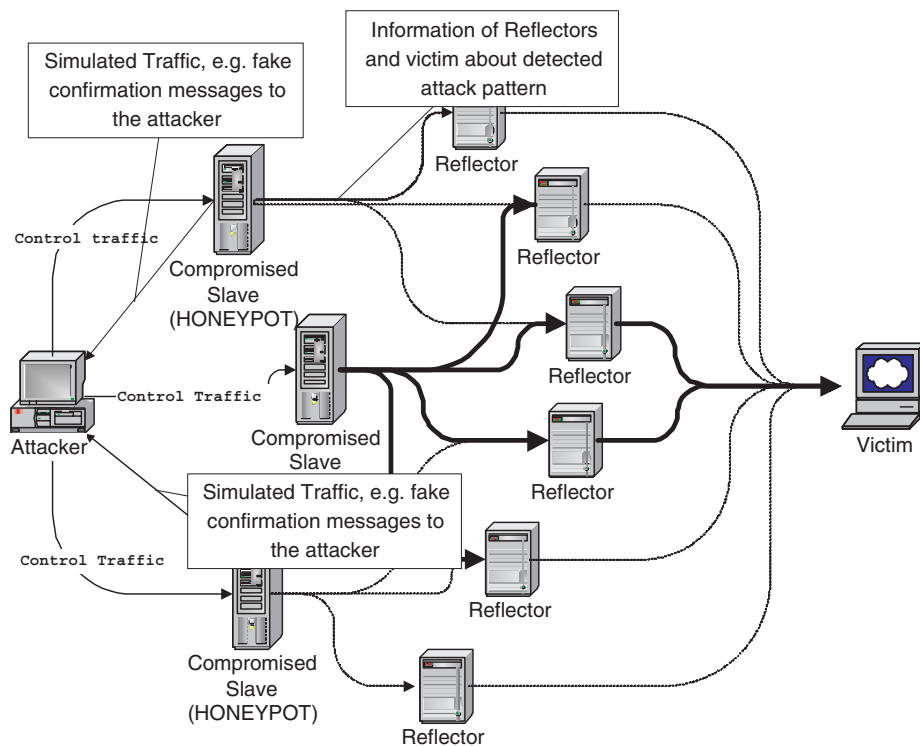 Simulated Traffic, e.g. fake
confirmation messages to
the attacker
Information of Reflectors
and victim about detected
attack pattern
Reflector
Control traffic
Compromised
Slave
(HONEYPOT)
Reflector
Reflector
Control Traffic
Attacker
Compromised
Slave
Victim
Reflector
Simulated Traffic, e.g. fake
confirmation messages to
the attacker
Control Traffic
Reflector
Compromised
Slave
(HONEYPOT)
Reflector